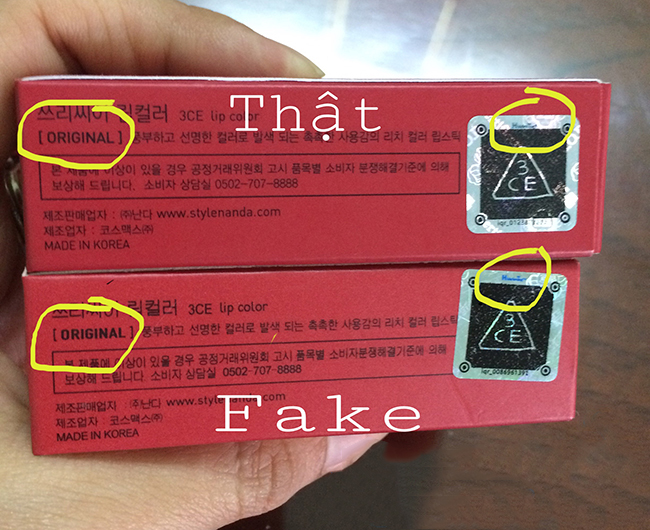 쓰리씨이 립컬러 3CE lip color
Thật
[ ORIGINAL ] 풍부하고 선명한 컬러로 발색 되는 촉촉한 사용감의 리치 컬러 립스틱
본 제품에 이상이 있을 경우 공정거래위원회 고시 품목별 소비자 분쟁해결기준에 의해
보상해 드립니다. 소비자 상담실 0502-707-8888
제조판매업자 : ㈜난다 www.stylenanda.com
제조업자 : 코스맥스㈜
MADE IN KOREA
3
CE
쓰리씨이 립컬러 3CE lip color
[ ORIGINAL ] 풍부하고 선명한 컬러로 발색 되는 촉촉한 사용감의 리치 컬러 립스틱
본 제품에 이상이 있을 경우 공정거래위원회 고시 품목별 소비자분쟁해결기준에 의해
보상해 드립니다. 소비자 상담실 0502-707-8888
제조판매업자 : ㈜난다 www.stylenanda.com
제조업자 : 코스맥스㈜
MADE IN KOREA
3
CE
Fake